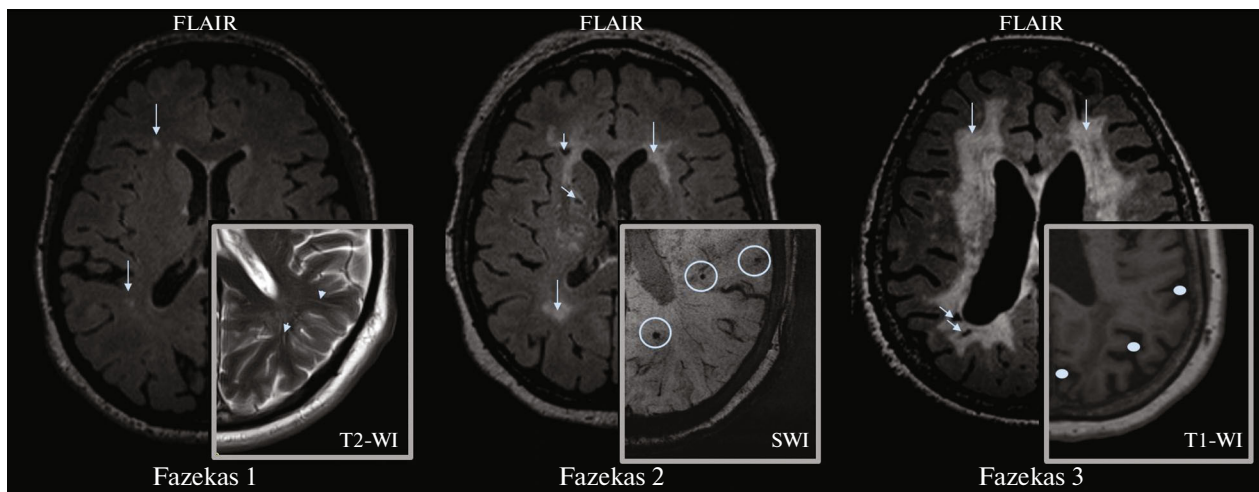 FLAIR
FLAIR
FLAIR
T2-WI
SWI
T1-WI
Fazekas 1
Fazekas 2
Fazekas 3